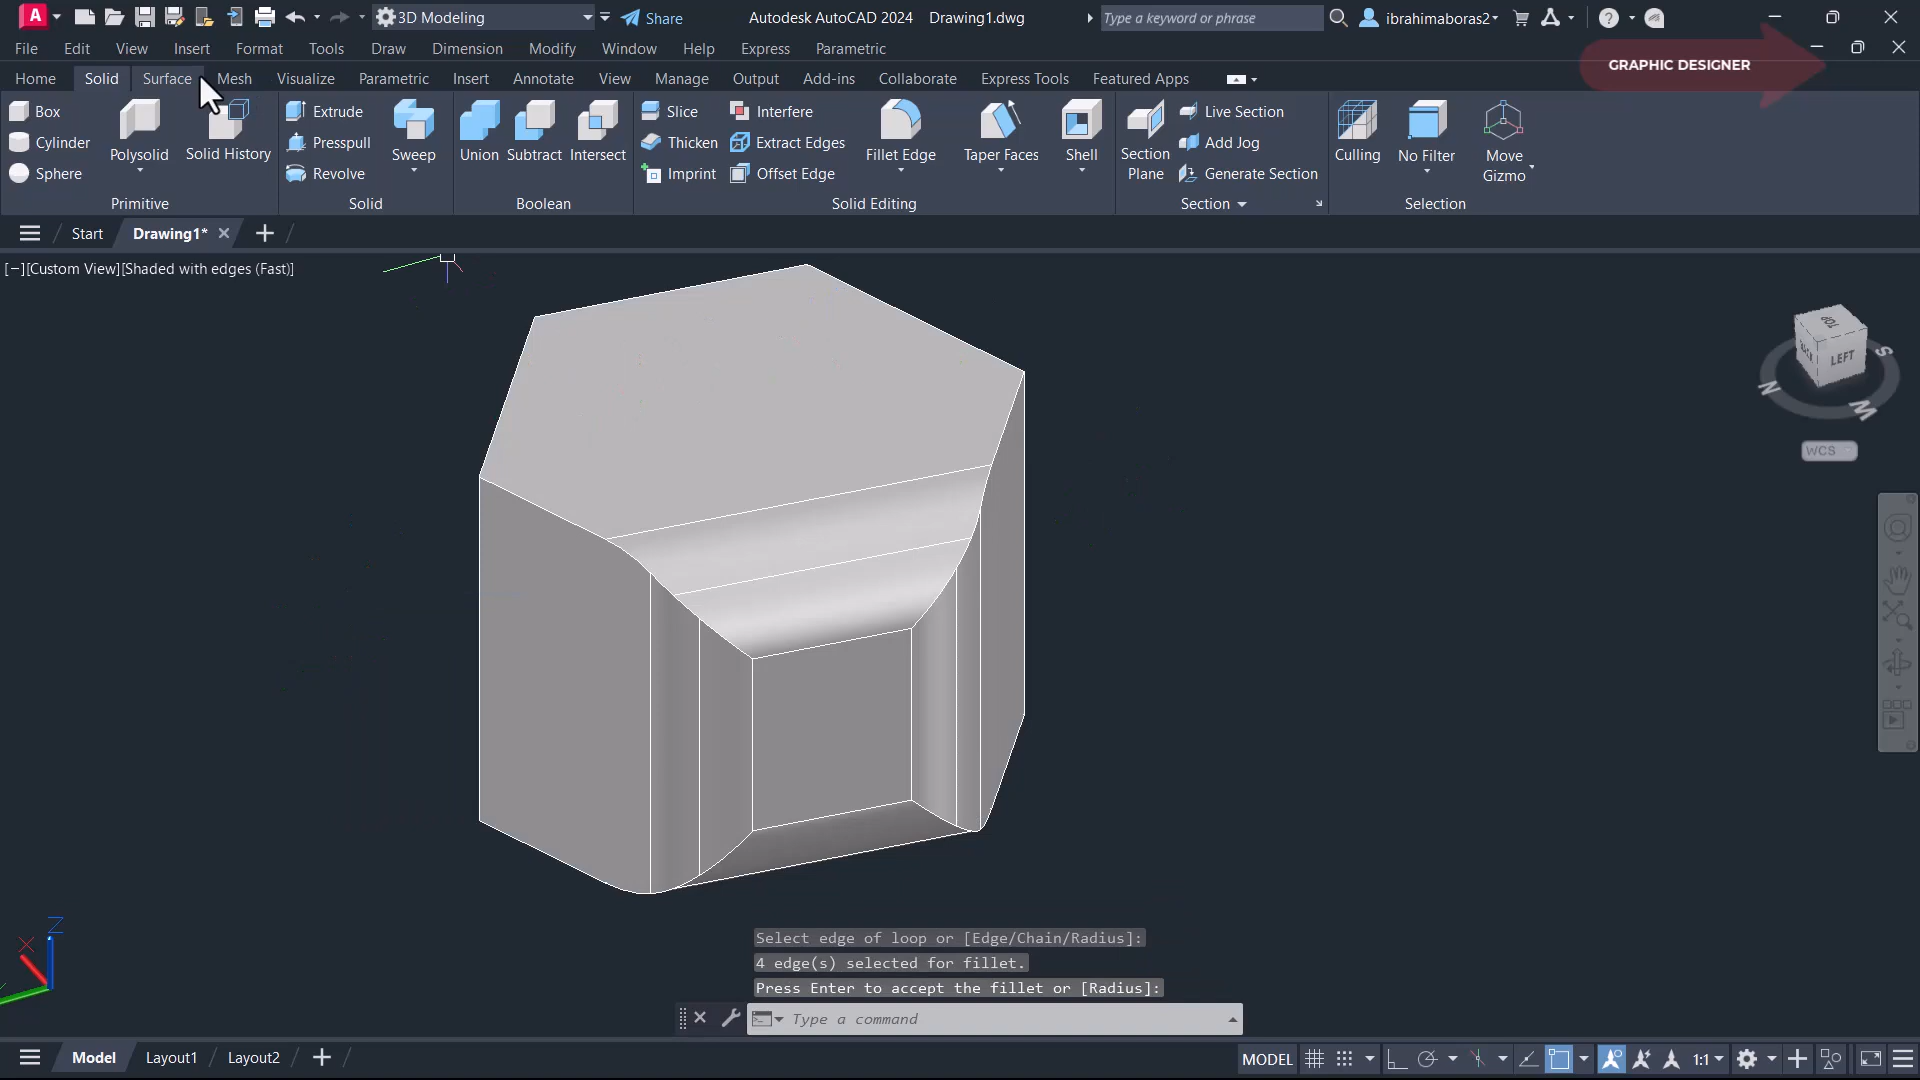 A 3D Modeling Share Autodesk AutoCAD 2024 Drawing1.dwg Type a keyword or phrase ibrahimaboras2
File Edit View Insert Format Tools Draw Dimension Modify Window Help Express Parametric
GRAPHIC DESIGNER
Home Solid Surface Mesh Visualize Parametric Insert Annotate View Manage Output Add-ins Collaborate Express Tools Featured Apps
Box Extrude Slice Interfere Live Section
Cylinder Presspull Thicken Extract Edges Add Jog
Sphere Revolve Imprint Offset Edge Generate Section
Polysolid Solid History Sweep Union Subtract Intersect Fillet Edge Taper Faces Shell Section Plane Culling No Filter Move Gizmo
Primitive Solid Boolean Solid Editing Section Selection
Start Drawing1*
[−][Custom View][Shaded with edges (Fast)]
TOP
BACK LEFT
S
N
W
WCS
Z
X
Select edge of loop or [Edge/Chain/Radius]:
4 edge(s) selected for fillet.
Press Enter to accept the fillet or [Radius]:
Type a command
Model Layout1 Layout2 MODEL 1:1